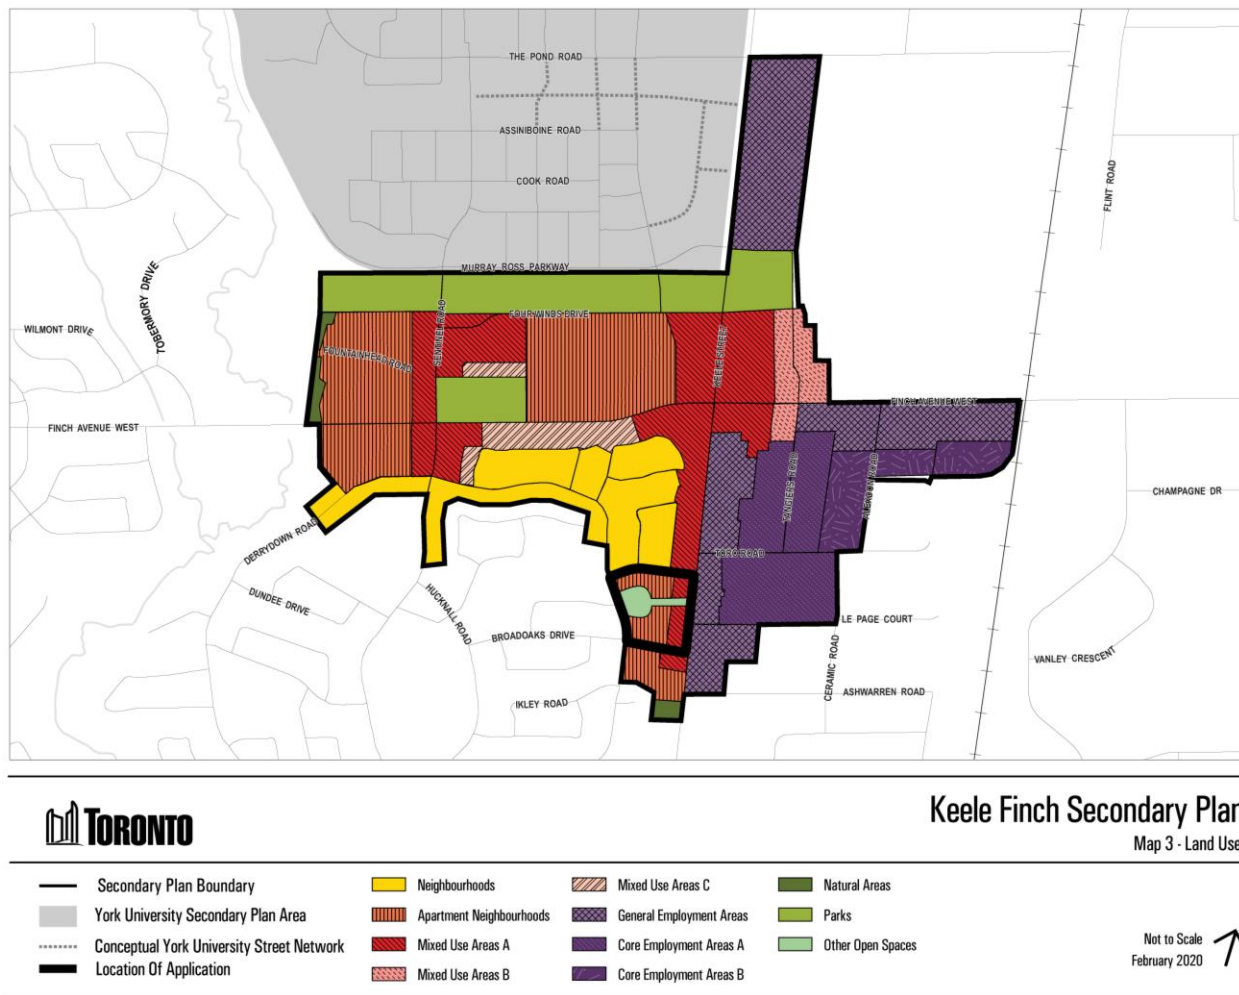 THE POND ROAD
ASSINIBOINE ROAD
COOK ROAD
FLINT ROAD
MURRAY ROSS PARKWAY
TOBERMORY DRIVE
WILMONT DRIVE
SENTINEL ROAD
FOUR WINDS DRIVE
FOUNTAINHEAD ROAD
KEELE STREET
FINCH AVENUE WEST
FINCH AVENUE WEST
TANGIERS ROAD
ALEXDON ROAD
CHAMPAGNE DR
DERRYDOWN ROAD
TORO ROAD
DUNDEE DRIVE
HUCKNALL ROAD
BROADOAKS DRIVE
LE PAGE COURT
CERAMIC ROAD
VANLEY CRESCENT
IKLEY ROAD
ASHWARREN ROAD
TORONTO
Keele Finch Secondary Plan
Map 3 - Land Use
Secondary Plan Boundary
York University Secondary Plan Area
Conceptual York University Street Network
Location Of Application
Neighbourhoods
Apartment Neighbourhoods
Mixed Use Areas A
Mixed Use Areas B
Mixed Use Areas C
General Employment Areas
Core Employment Areas A
Core Employment Areas B
Natural Areas
Parks
Other Open Spaces
Not to Scale
February 2020